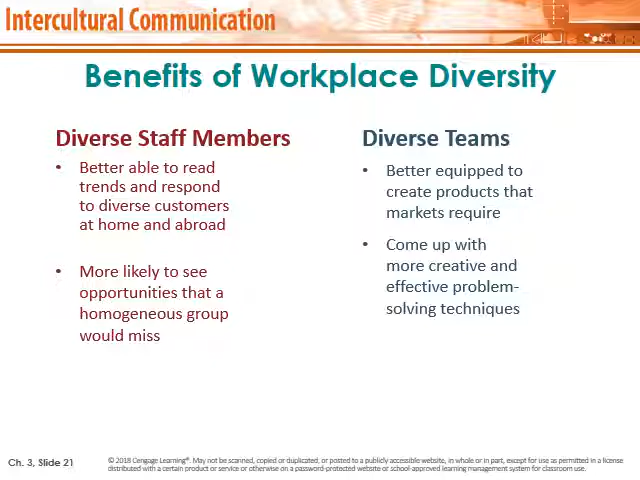 Intercultural Communication
Benefits of Workplace Diversity
Diverse Staff Members
• Better able to read
trends and respond
to diverse customers
at home and abroad
• More likely to see
opportunities that a
homogeneous group
would miss
Diverse Teams
• Better equipped to
create products that
markets require
• Come up with
more creative and
effective problem-
solving techniques
Ch. 3, Slide 21
© 2018 Cengage Learning®. May not be scanned, copied or duplicated, or posted to a publicly accessible website, in whole or in part, except for use as permitted in a license
distributed with a certain product or service or otherwise on a password-protected website or school-approved learning management system for classroom use.